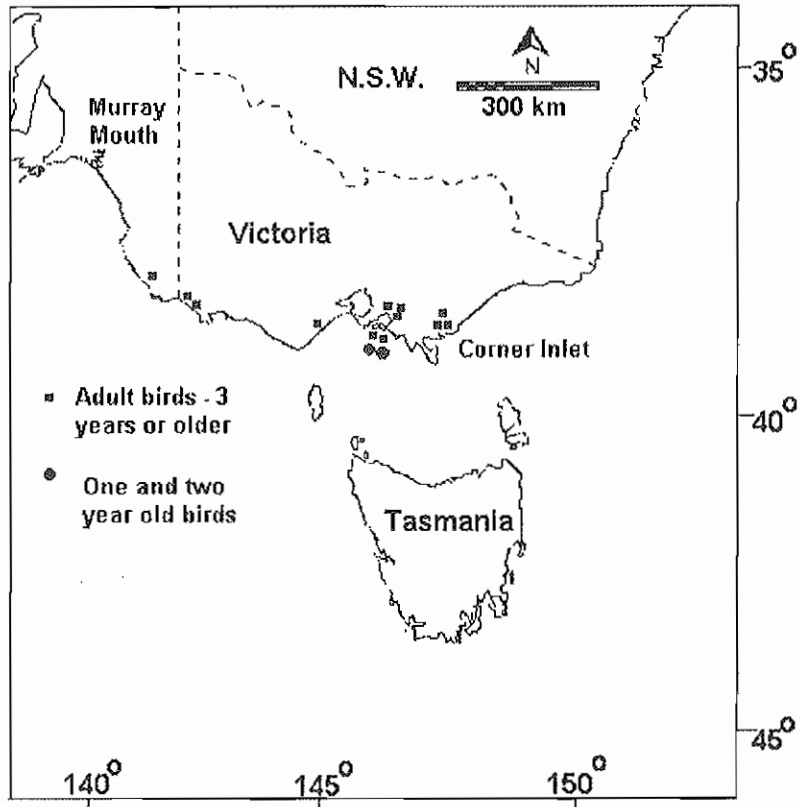 N.S.W.
N
300 km
35°
Murray
Mouth
Victoria
Corner Inlet
Adult birds - 3
years or older
40°
One and two
year old birds
Tasmania
45°
140°
145°
150°